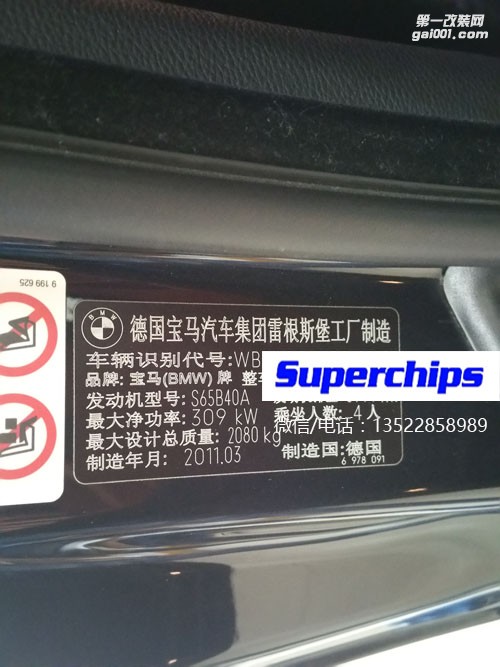 第一改装网
gai001.com
9 199 625
BMW
德国宝马汽车集团雷根斯堡工厂制造
车辆识别代号:WB
品牌: 宝马(BMW) 牌 整车
Superchips
发动机型号: S65B40A
最大净功率: 309 kW 乘坐人数: 4 人
微信/电话:13522858989
最大设计总质量: 2080 kg
制造年月: 2011.03 制造国:德国
6 978 091